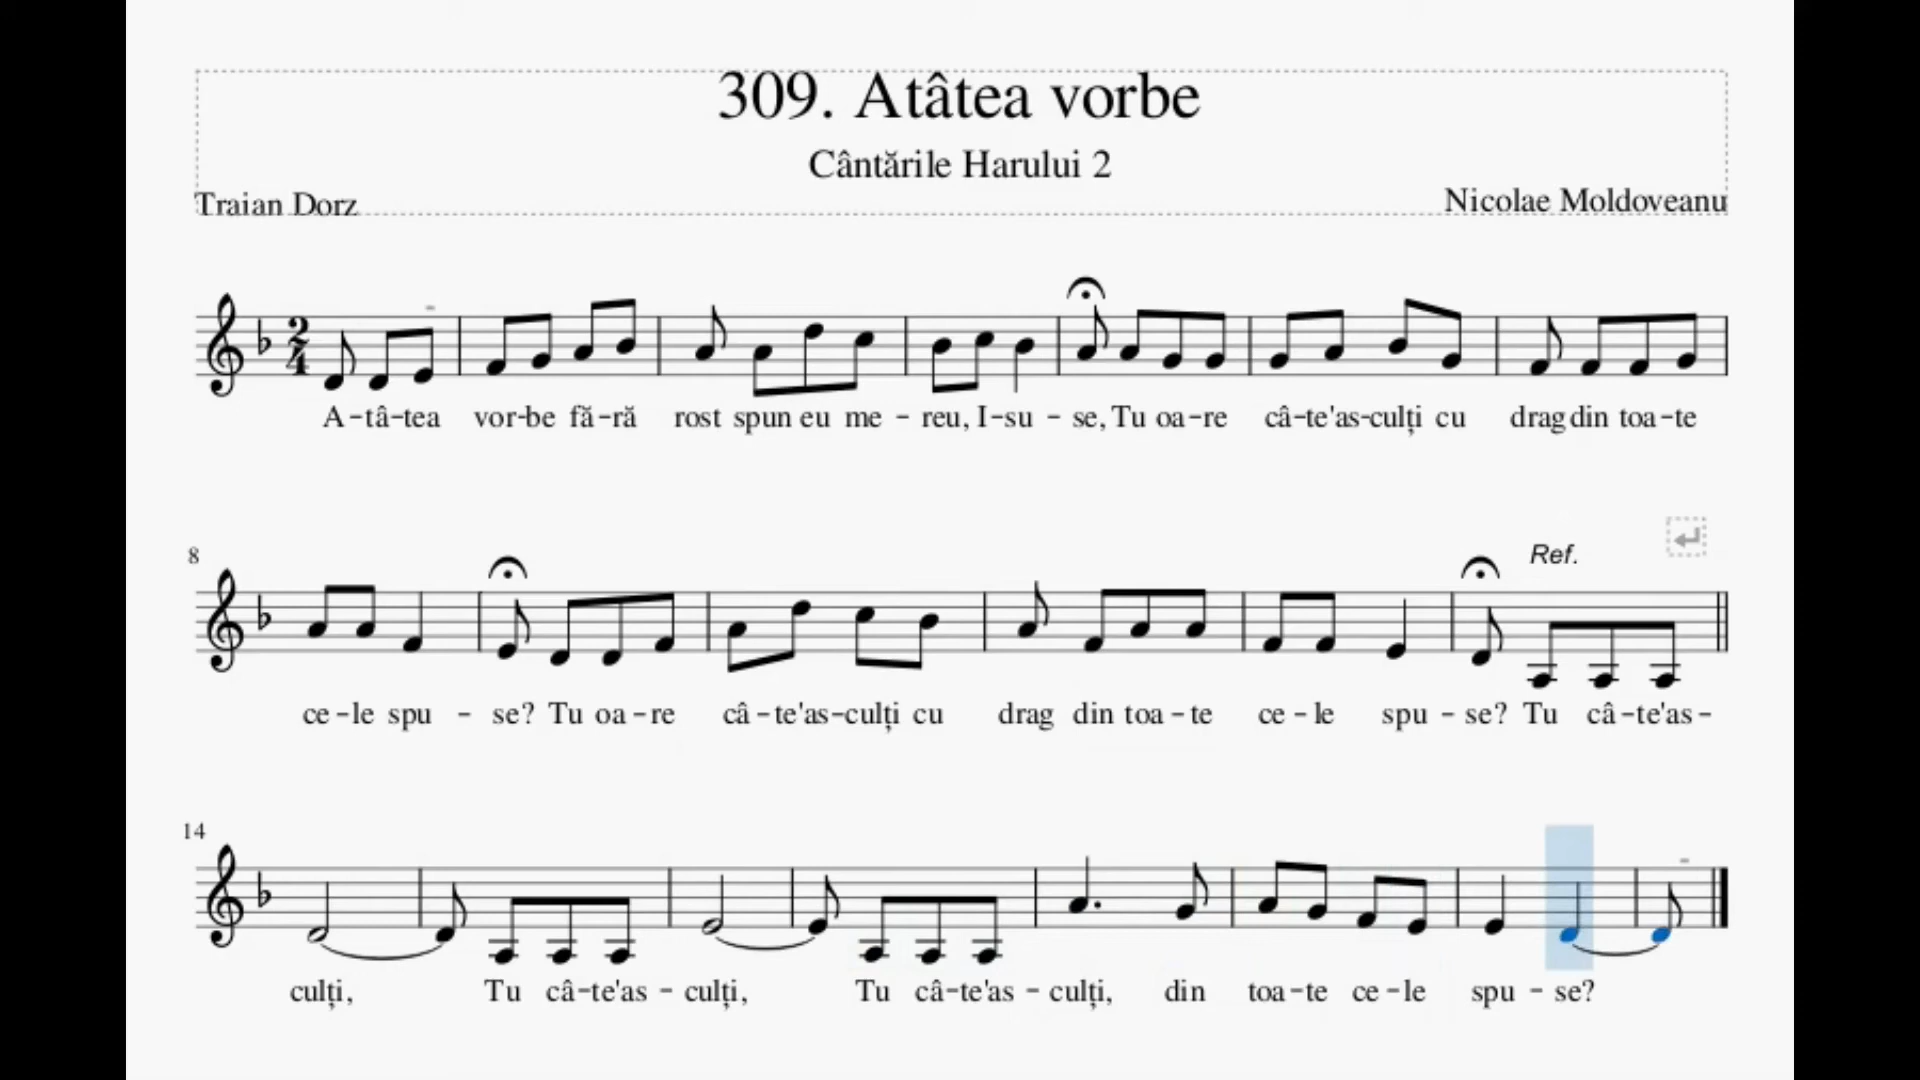 309. Atâtea vorbe
Cântările Harului 2
Traian Dorz
Nicolae Moldoveanu
2
4
A-tâ-tea vor-be fă-ră rost spun eu me - reu, I-su - se, Tu oa-re câ-te'as-culți cu drag din toa-te
8
Ref.
ce-le spu - se? Tu oa-re câ-te'as-culți cu drag din toa-te ce-le spu - se? Tu câ-te'as-
14
culți, Tu câ-te'as - culți, Tu câ-te'as - culți, din toa-te ce-le spu - se?